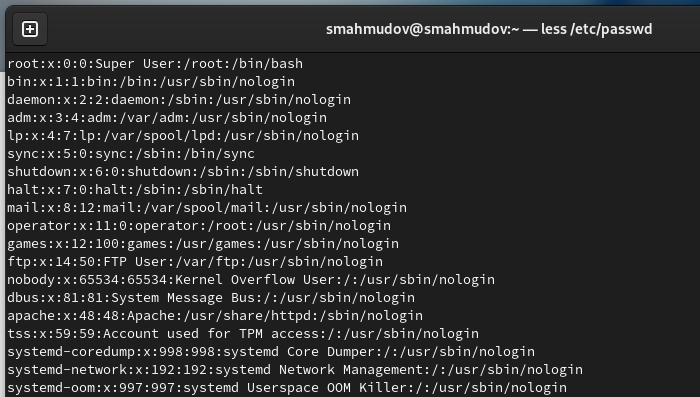 smahmudov@smahmudov:~ — less /etc/passwd
root:x:0:0:Super User:/root:/bin/bash
bin:x:1:1:bin:/bin:/usr/sbin/nologin
daemon:x:2:2:daemon:/sbin:/usr/sbin/nologin
adm:x:3:4:adm:/var/adm:/usr/sbin/nologin
lp:x:4:7:lp:/var/spool/lpd:/usr/sbin/nologin
sync:x:5:0:sync:/sbin:/bin/sync
shutdown:x:6:0:shutdown:/sbin:/sbin/shutdown
halt:x:7:0:halt:/sbin:/sbin/halt
mail:x:8:12:mail:/var/spool/mail:/usr/sbin/nologin
operator:x:11:0:operator:/root:/usr/sbin/nologin
games:x:12:100:games:/usr/games:/usr/sbin/nologin
ftp:x:14:50:FTP User:/var/ftp:/usr/sbin/nologin
nobody:x:65534:65534:Kernel Overflow User:/:/usr/sbin/nologin
dbus:x:81:81:System Message Bus:/:/usr/sbin/nologin
apache:x:48:48:Apache:/usr/share/httpd:/sbin/nologin
tss:x:59:59:Account used for TPM access:/:/usr/sbin/nologin
systemd-coredump:x:998:998:systemd Core Dumper:/:/usr/sbin/nologin
systemd-network:x:192:192:systemd Network Management:/:/usr/sbin/nologin
systemd-oom:x:997:997:systemd Userspace OOM Killer:/:/usr/sbin/nologin